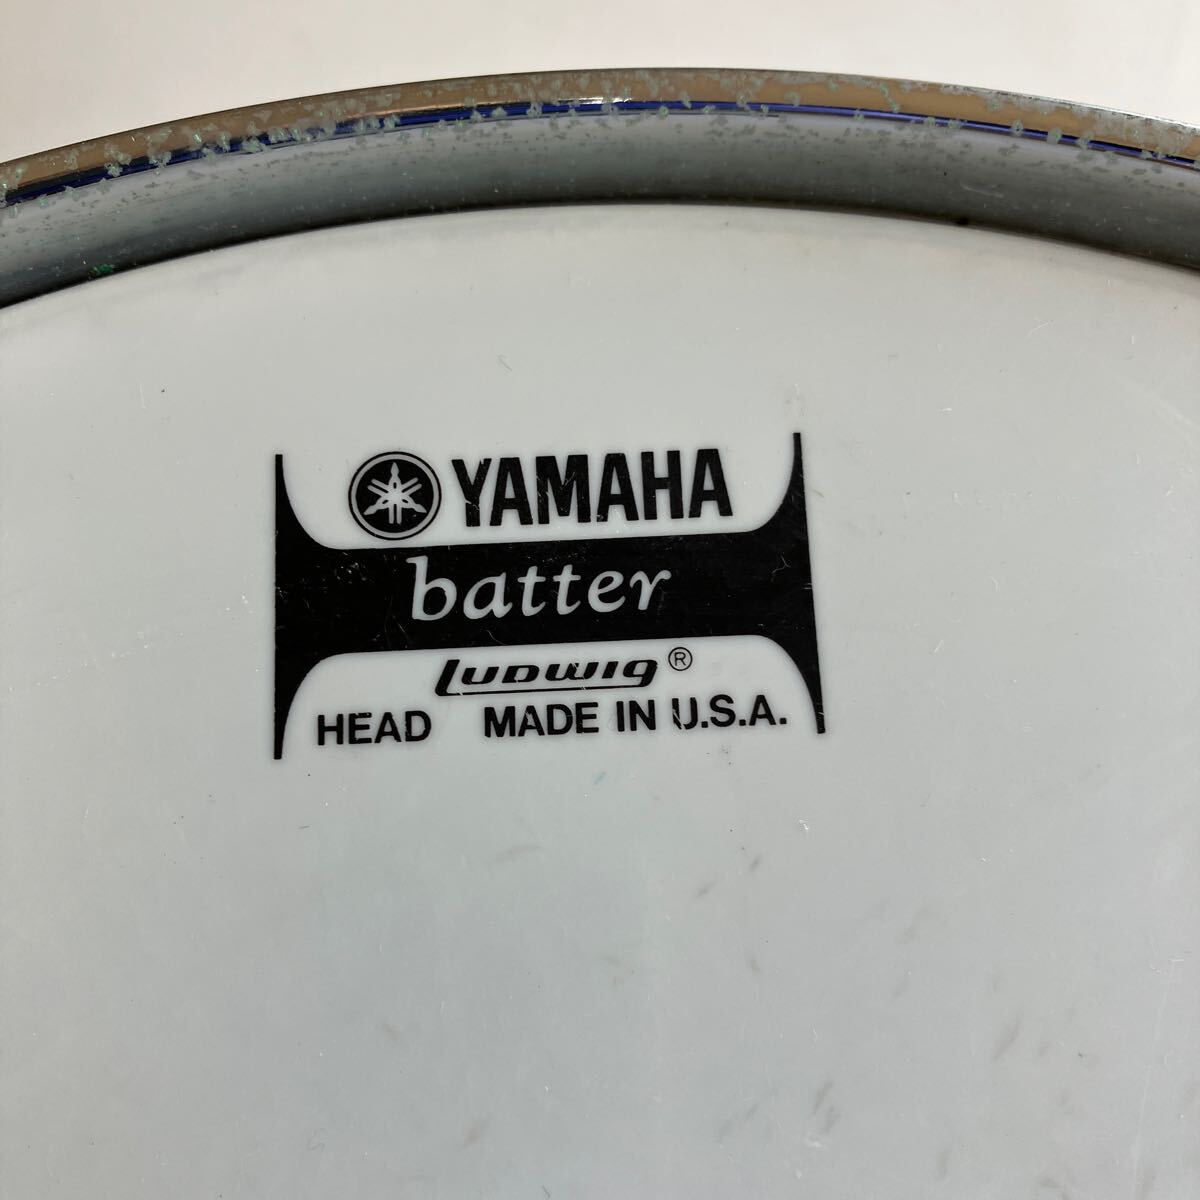 YAMAHA
batter
LUDWIG®
HEAD MADE IN U.S.A.